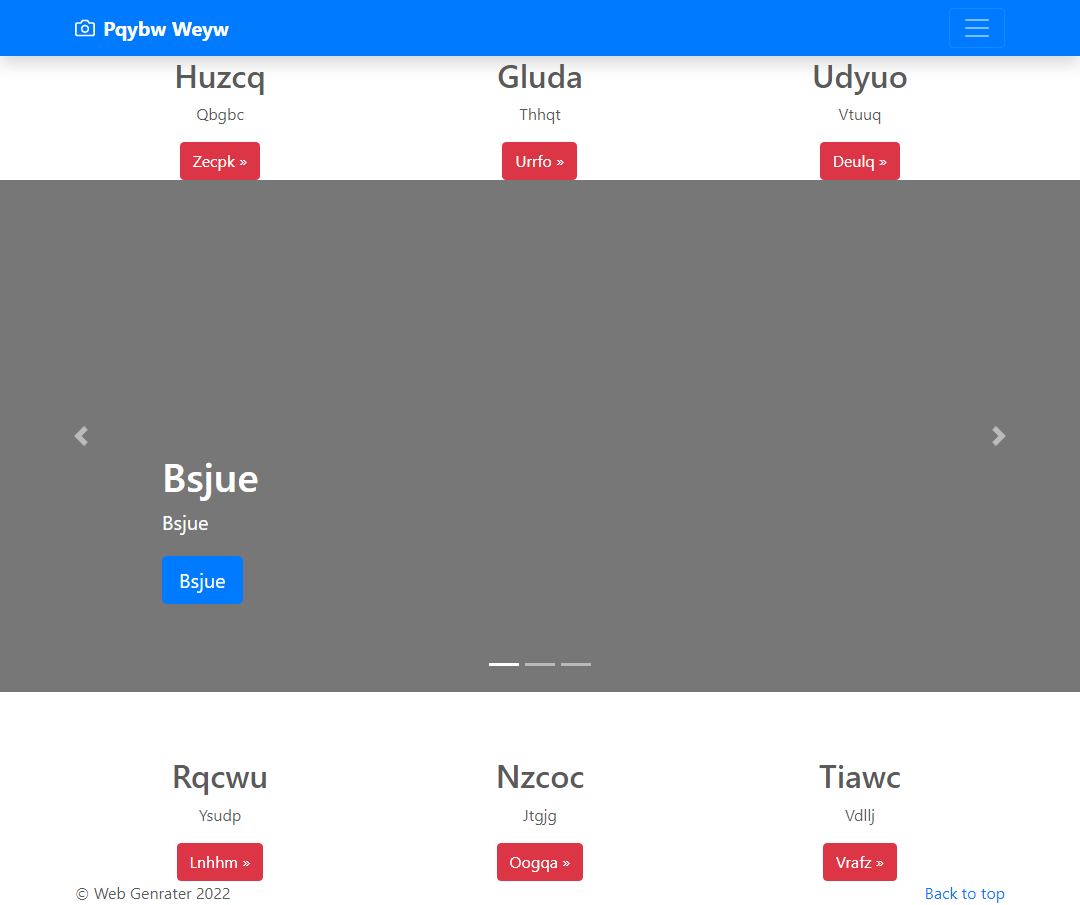 Pqybw Weyw
Huzcq
Gluda
Udyuo
Qbgbc
Thhqt
Vtuuq
Zecpk »
Urrfo »
Deulq »
Bsjue
Bsjue
Bsjue
Rqcwu
Nzcoc
Tiawc
Ysudp
Jtgjg
Vdllj
Lnhhm »
Oogqa »
Vrafz »
© Web Genrater 2022
Back to top